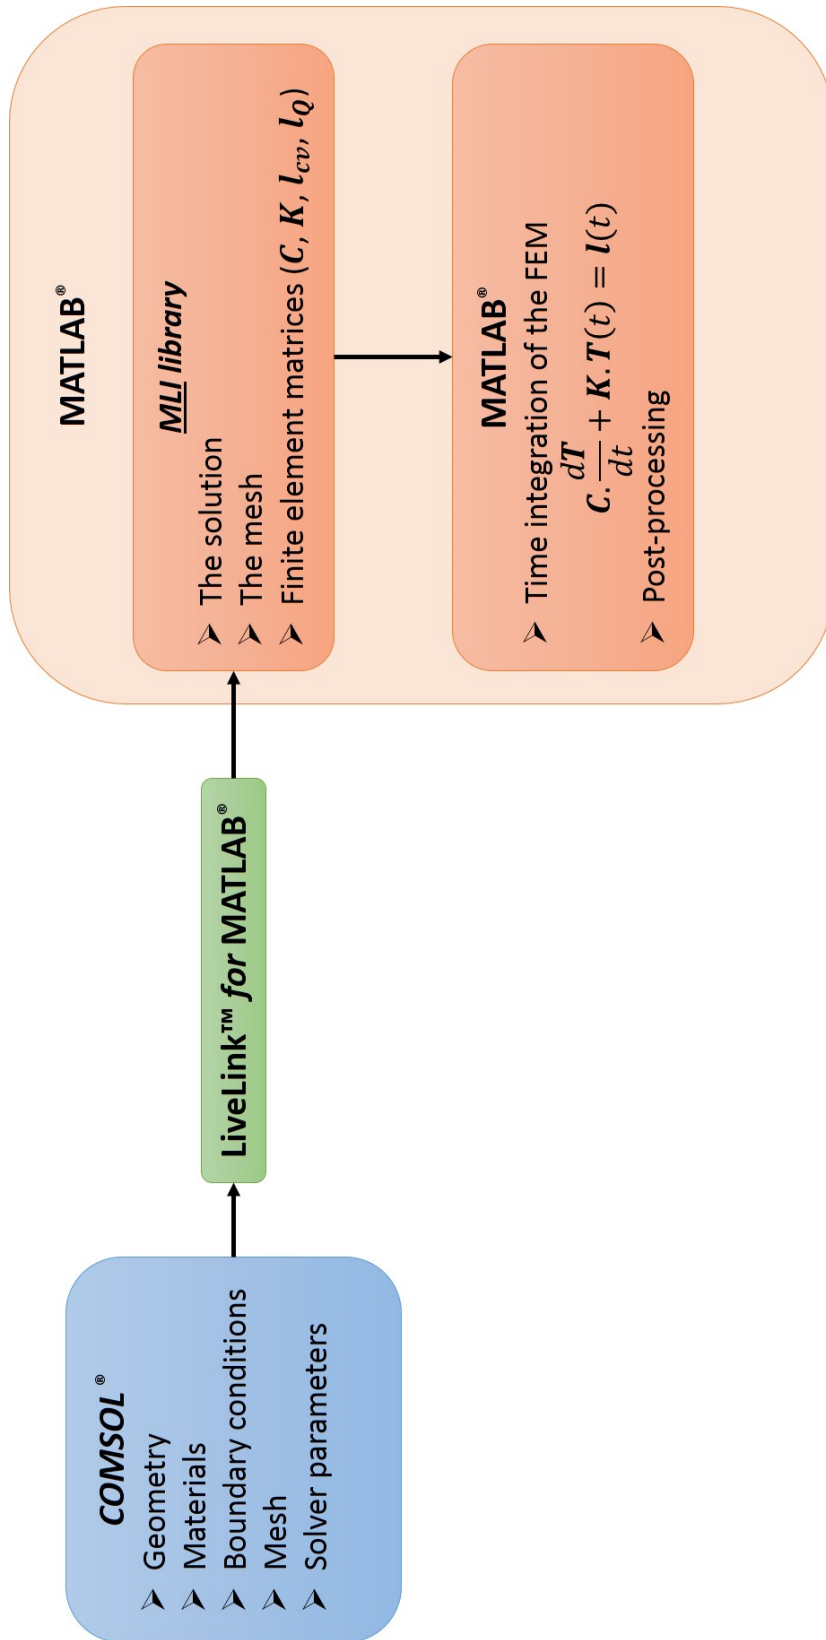 COMSOL®
➢ Geometry
➢ Materials
➢ Boundary conditions
➢ Mesh
➢ Solver parameters
LiveLink™ for MATLAB®
MATLAB®
MLI library
➢ The solution
➢ The mesh
➢ Finite element matrices (C, K, l_cv, l_Q)
MATLAB®
➢ Time integration of the FEM
C. dT/dt + K.T(t) = l(t)
➢ Post-processing